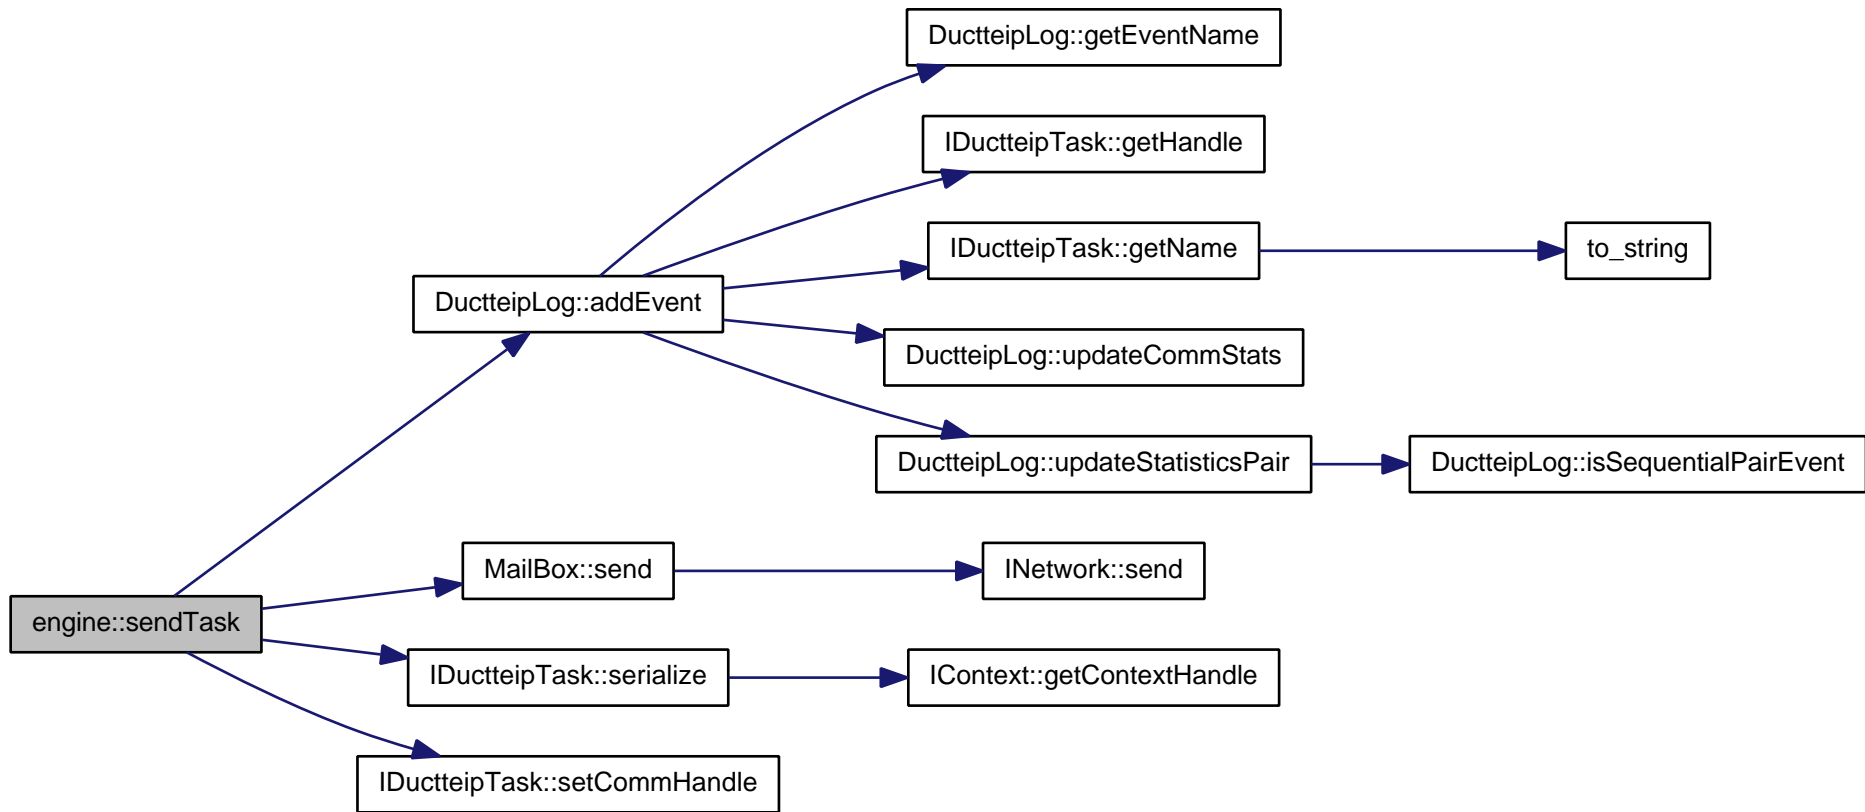 DuctteipLog::getEventName
IDuctteipTask::getHandle
IDuctteipTask::getName
to_string
DuctteipLog::addEvent
DuctteipLog::updateCommStats
DuctteipLog::updateStatisticsPair
DuctteipLog::isSequentialPairEvent
MailBox::send
INetwork::send
engine::sendTask
IDuctteipTask::serialize
IContext::getContextHandle
IDuctteipTask::setCommHandle